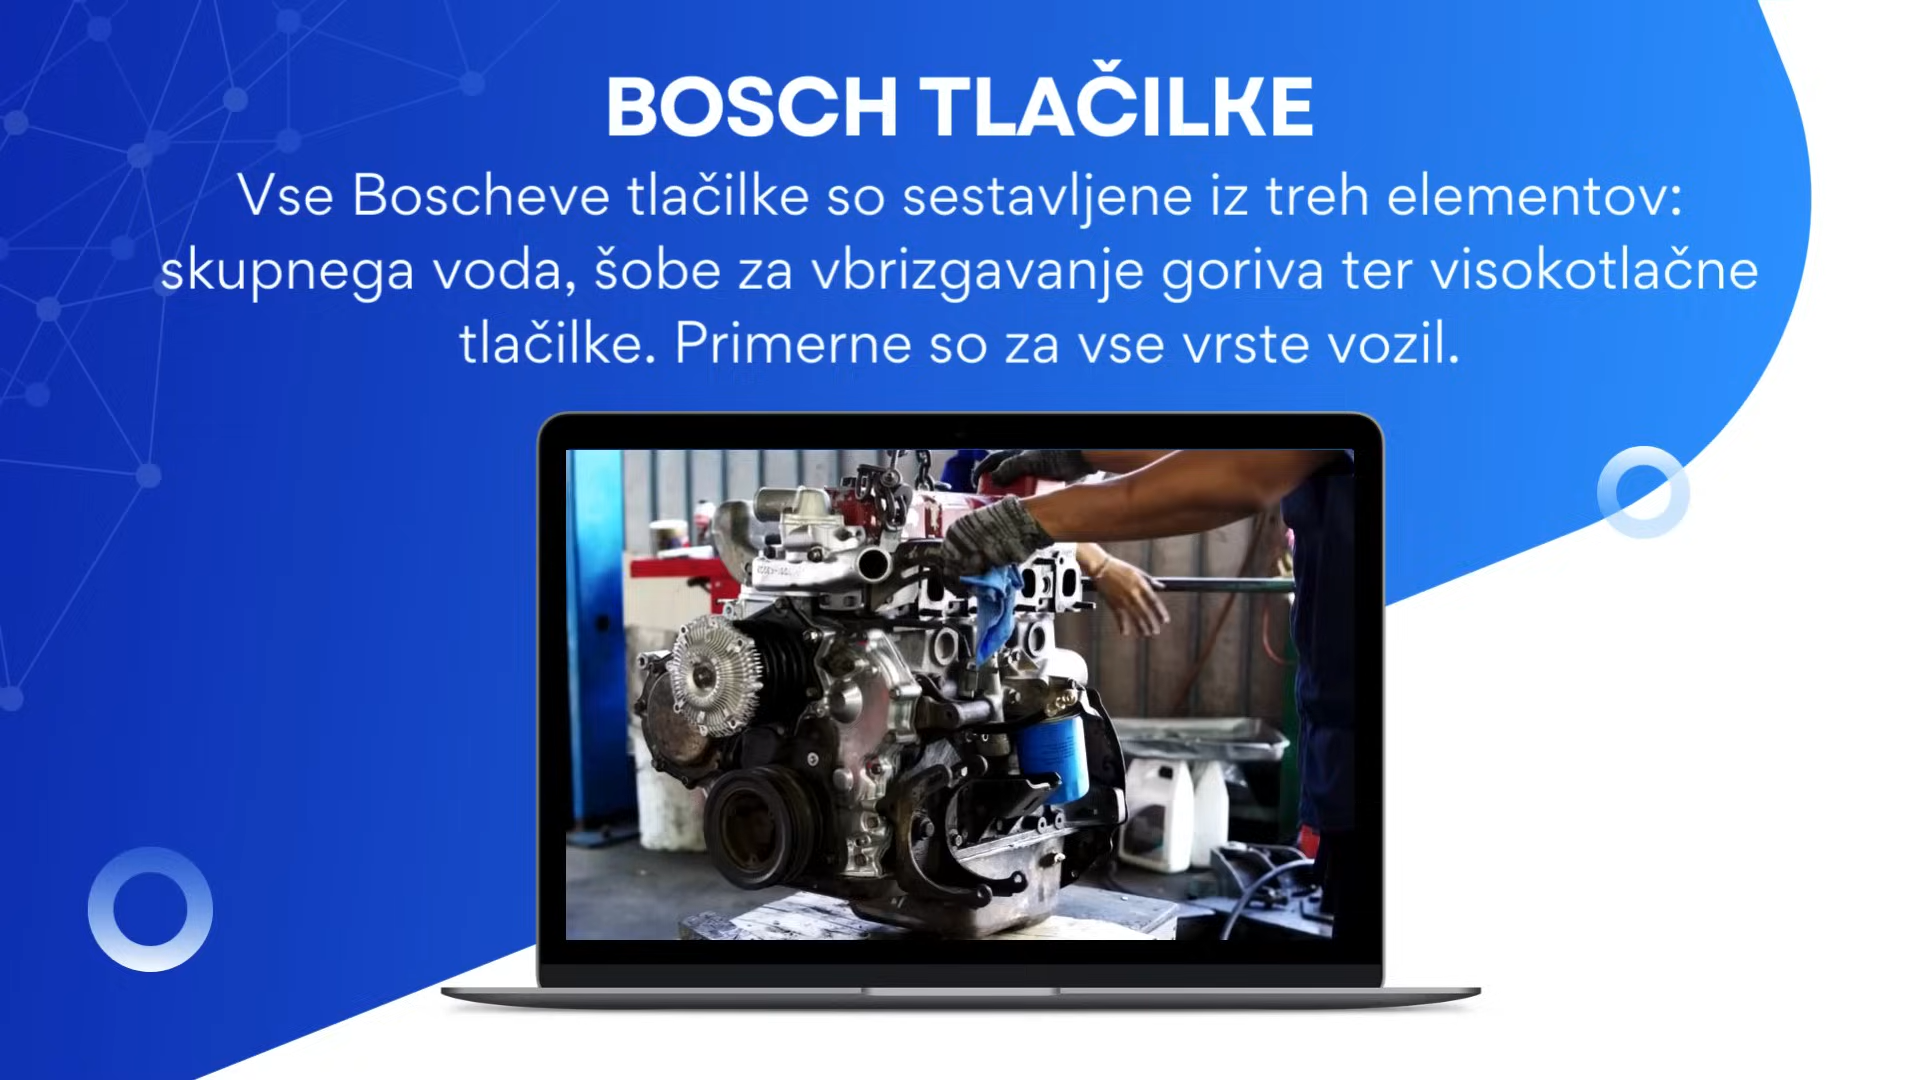 BOSCH TLAČILKE
Vse Boscheve tlačilke so sestavljene iz treh elementov:
skupnega voda, šobe za vbrizgavanje goriva ter visokotlačne
tlačilke. Primerne so za vse vrste vozil.